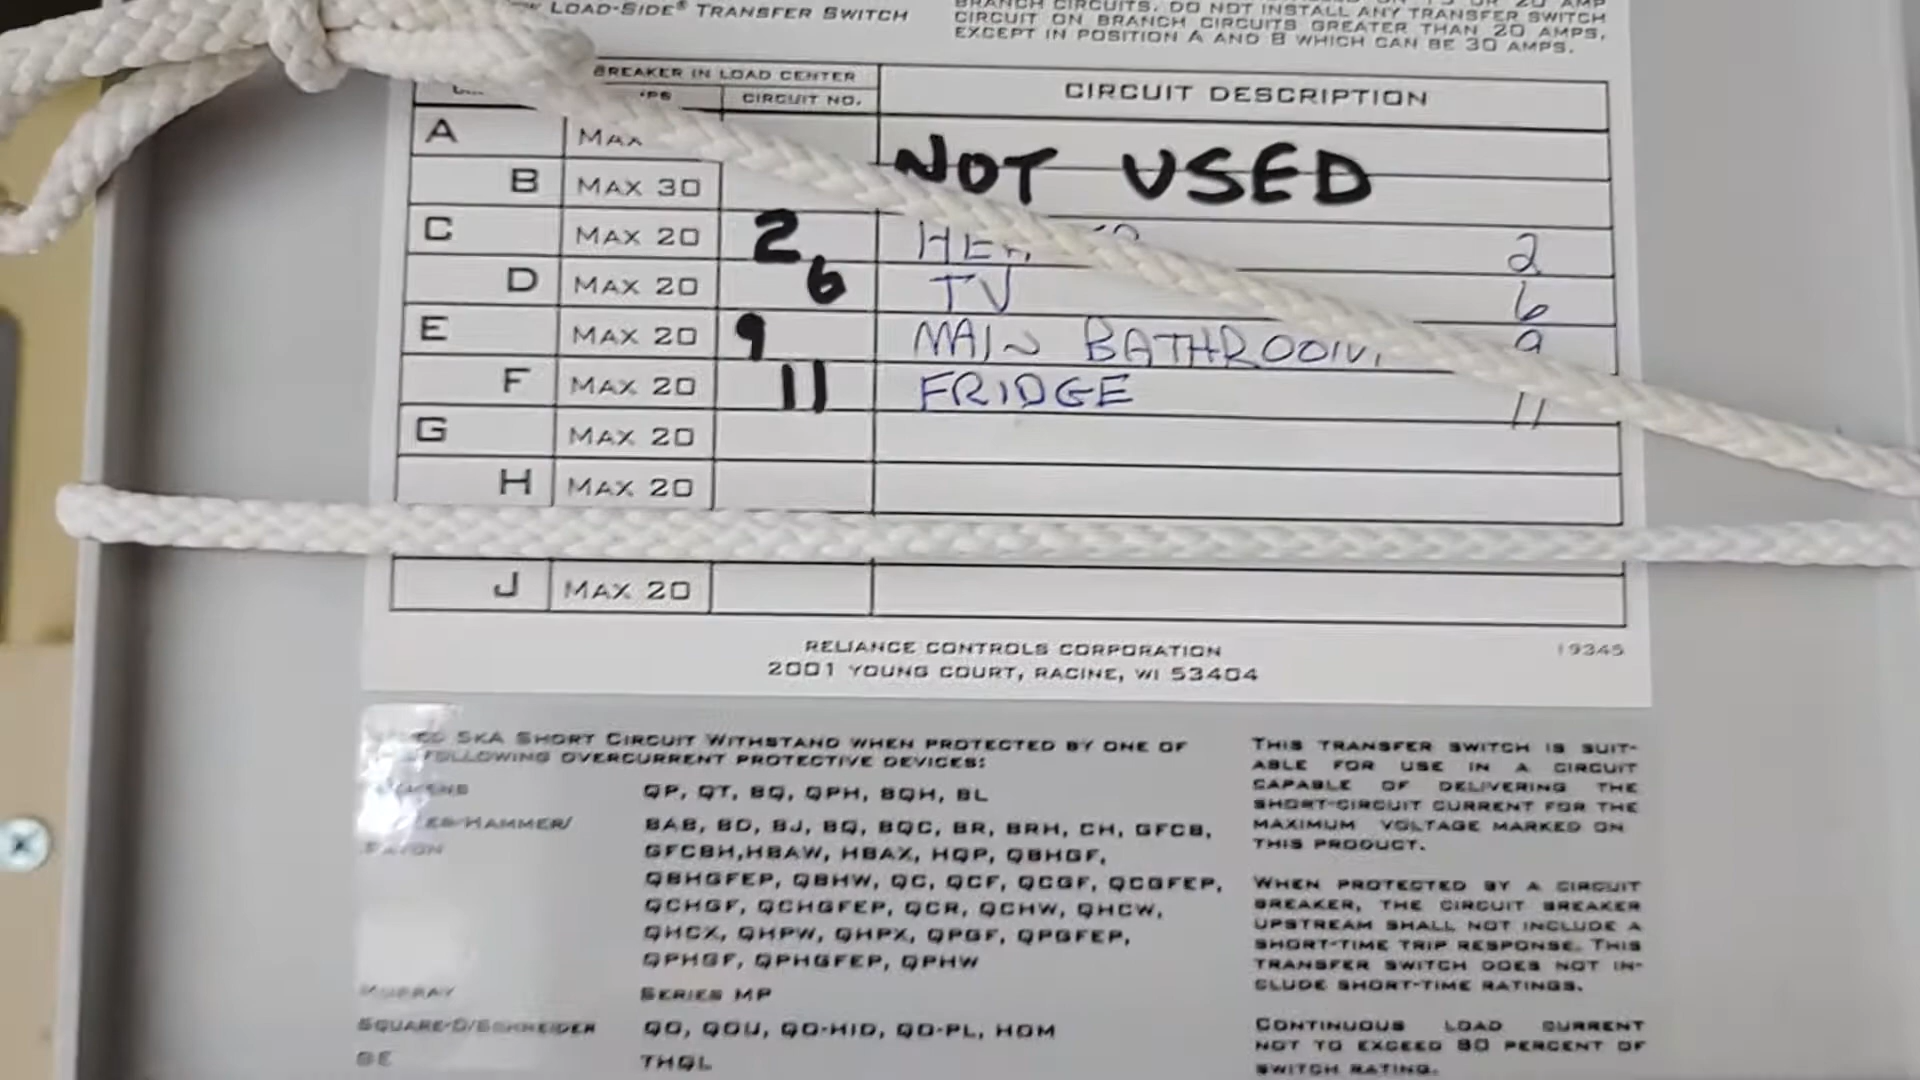 LOAD-SIDE® TRANSFER SWITCH
BRANCH CIRCUITS. DO NOT INSTALL ANY TRANSFER SWITCH
CIRCUIT ON BRANCH CIRCUITS GREATER THAN 20 AMPS,
EXCEPT IN POSITION A AND B WHICH CAN BE 30 AMPS.
BREAKER IN LOAD CENTER
CIRCUIT NO.
CIRCUIT DESCRIPTION
A MAX
NOT USED
B MAX 30
C MAX 20 2 2
D MAX 20 6 TV 6
E MAX 20 9 MAIN BATHROOM 9
F MAX 20 11 FRIDGE 11
G MAX 20
H MAX 20
J MAX 20
RELIANCE CONTROLS CORPORATION 19345
2001 YOUNG COURT, RACINE, WI 53404
5KA SHORT CIRCUIT WITHSTAND WHEN PROTECTED BY ONE OF
FOLLOWING OVERCURRENT PROTECTIVE DEVICES:
QP, QT, BQ, QPH, BQH, BL
HAMMER/ BAB, BD, BJ, BQ, BQC, BR, BRH, CH, GFCB,
EATON GFCBH,HBAW, HBAX, HQP, QBHGF,
QBHGFEP, QBHW, QC, QCF, QCGF, QCGFEP,
QCHGF, QCHGFEP, QCR, QCHW, QHCW,
QHCX, QHPW, QHPX, QPGF, QPGFEP,
QPHGF, QPHGFEP, QPHW
MURRAY SERIES MP
SQUARE-D/SCHNEIDER QO, QOU, QO-HID, QO-PL, HOM
GE THQL
THIS TRANSFER SWITCH IS SUIT-
ABLE FOR USE IN A CIRCUIT
CAPABLE OF DELIVERING THE
SHORT-CIRCUIT CURRENT FOR THE
MAXIMUM VOLTAGE MARKED ON
THIS PRODUCT.
WHEN PROTECTED BY A CIRCUIT
BREAKER, THE CIRCUIT BREAKER
UPSTREAM SHALL NOT INCLUDE A
SHORT-TIME TRIP RESPONSE. THIS
TRANSFER SWITCH DOES NOT IN-
CLUDE SHORT-TIME RATINGS.
CONTINUOUS LOAD CURRENT
NOT TO EXCEED 80 PERCENT OF
SWITCH RATING.